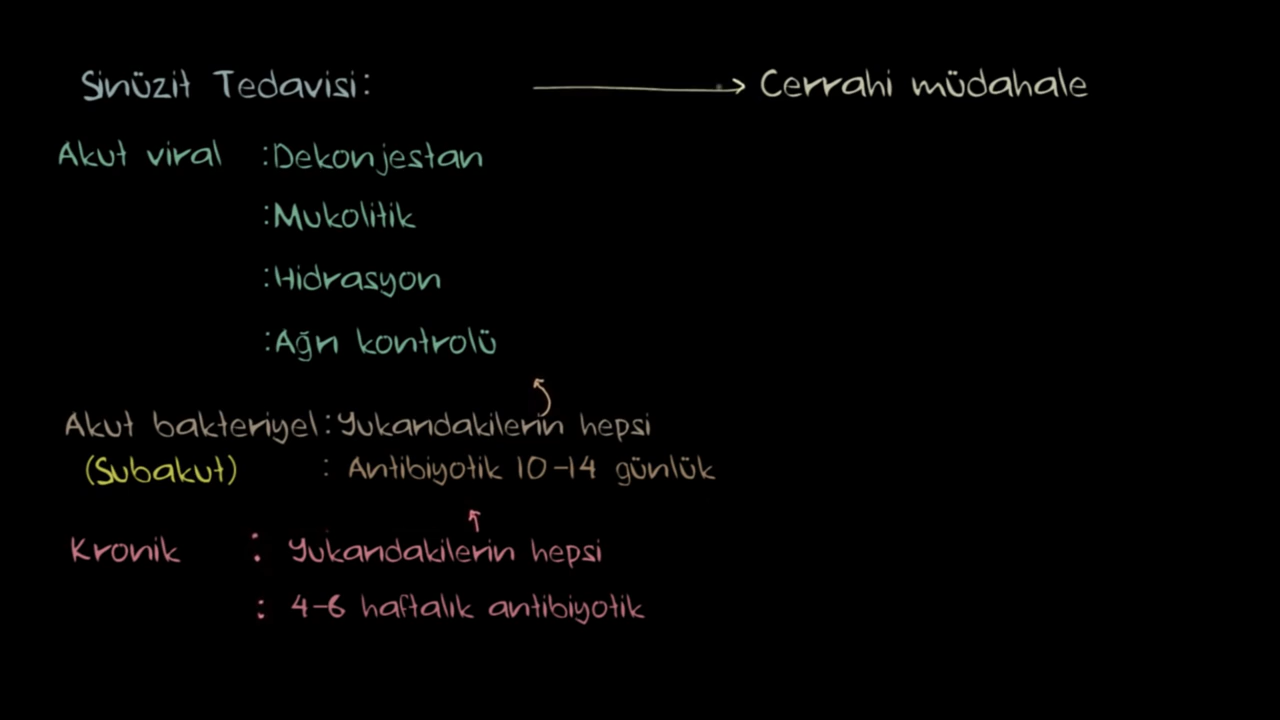 Sinüzit Tedavisi: → Cerrahi müdahale
Akut viral :Dekonjestan
:Mukolitik
:Hidrasyon
:Ağrı kontrolü
Akut bakteriyel:Yukarıdakilerin hepsi
(Subakut) : Antibiyotik 10-14 günlük
Kronik : Yukarıdakilerin hepsi
: 4-6 haftalık antibiyotik